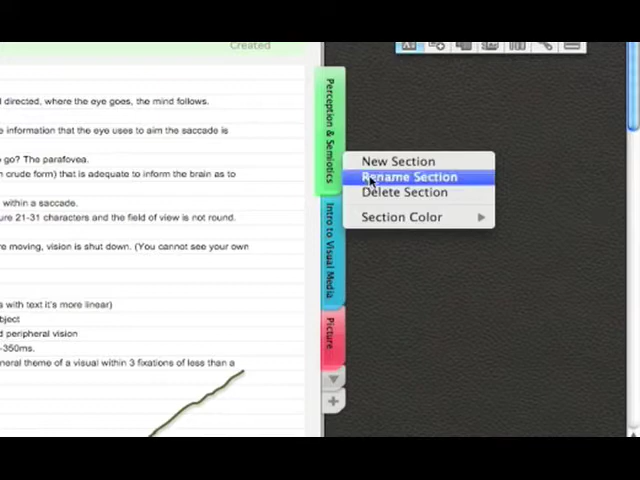 Created
l directed, where the eye goes, the mind follows.
e information that the eye uses to aim the saccade is
go? The parafovea.
n crude form) that is adequate to inform the brain as to
within a saccade.
ure 21-31 characters and the field of view is not round.
re moving, vision is shut down. (You cannot see your own
s with text it's more linear)
bject
d peripheral vision
-350ms.
neral theme of a visual within 3 fixations of less than a
Perception & Semiotics
Intro to Visual Media
Picture
New Section
Rename Section
Delete Section
Section Color